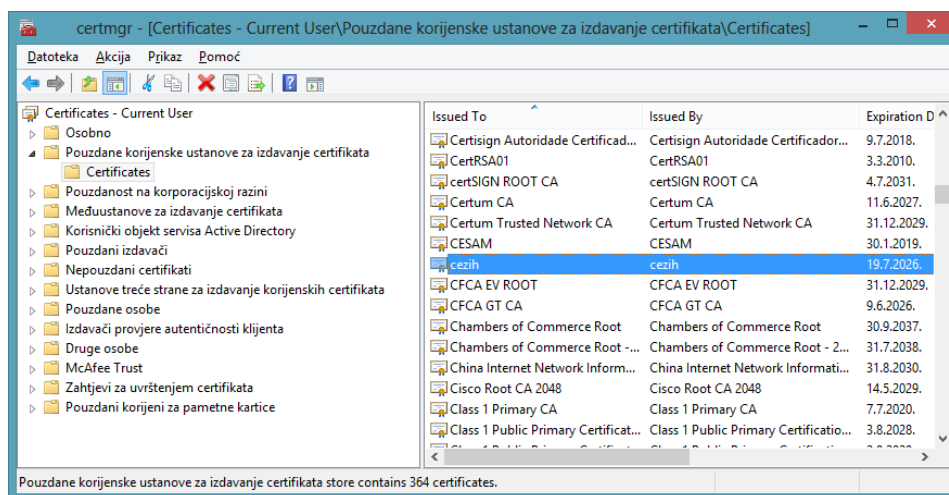 certmgr - [Certificates - Current User\Pouzdane korijenske ustanove za izdavanje certifikata\Certificates]
Datoteka Akcija Prikaz Pomoć
Certificates - Current User
Osobno
Pouzdane korijenske ustanove za izdavanje certifikata
Certificates
Pouzdanost na korporacijskoj razini
Međuustanove za izdavanje certifikata
Korisnički objekt servisa Active Directory
Pouzdani izdavači
Nepouzdani certifikati
Ustanove treće strane za izdavanje korijenskih certifikata
Pouzdane osobe
Izdavači provjere autentičnosti klijenta
Druge osobe
McAfee Trust
Zahtjevi za uvrštenjem certifikata
Pouzdani korijeni za pametne kartice
Issued To Issued By Expiration D
Certisign Autoridade Certificad... Certisign Autoridade Certificador... 9.7.2018.
CertRSA01 CertRSA01 3.3.2010.
certSIGN ROOT CA certSIGN ROOT CA 4.7.2031.
Certum CA Certum CA 11.6.2027.
Certum Trusted Network CA Certum Trusted Network CA 31.12.2029.
CESAM CESAM 30.1.2019.
cezih cezih 19.7.2026.
CFCA EV ROOT CFCA EV ROOT 31.12.2029.
CFCA GT CA CFCA GT CA 9.6.2026.
Chambers of Commerce Root Chambers of Commerce Root 30.9.2037.
Chambers of Commerce Root -... Chambers of Commerce Root - 2... 31.7.2038.
China Internet Network Inform... China Internet Network Informati... 31.8.2030.
Cisco Root CA 2048 Cisco Root CA 2048 14.5.2029.
Class 1 Primary CA Class 1 Primary CA 7.7.2020.
Class 1 Public Primary Certificat... Class 1 Public Primary Certificatio... 3.8.2028.
Pouzdane korijenske ustanove za izdavanje certifikata store contains 364 certificates.